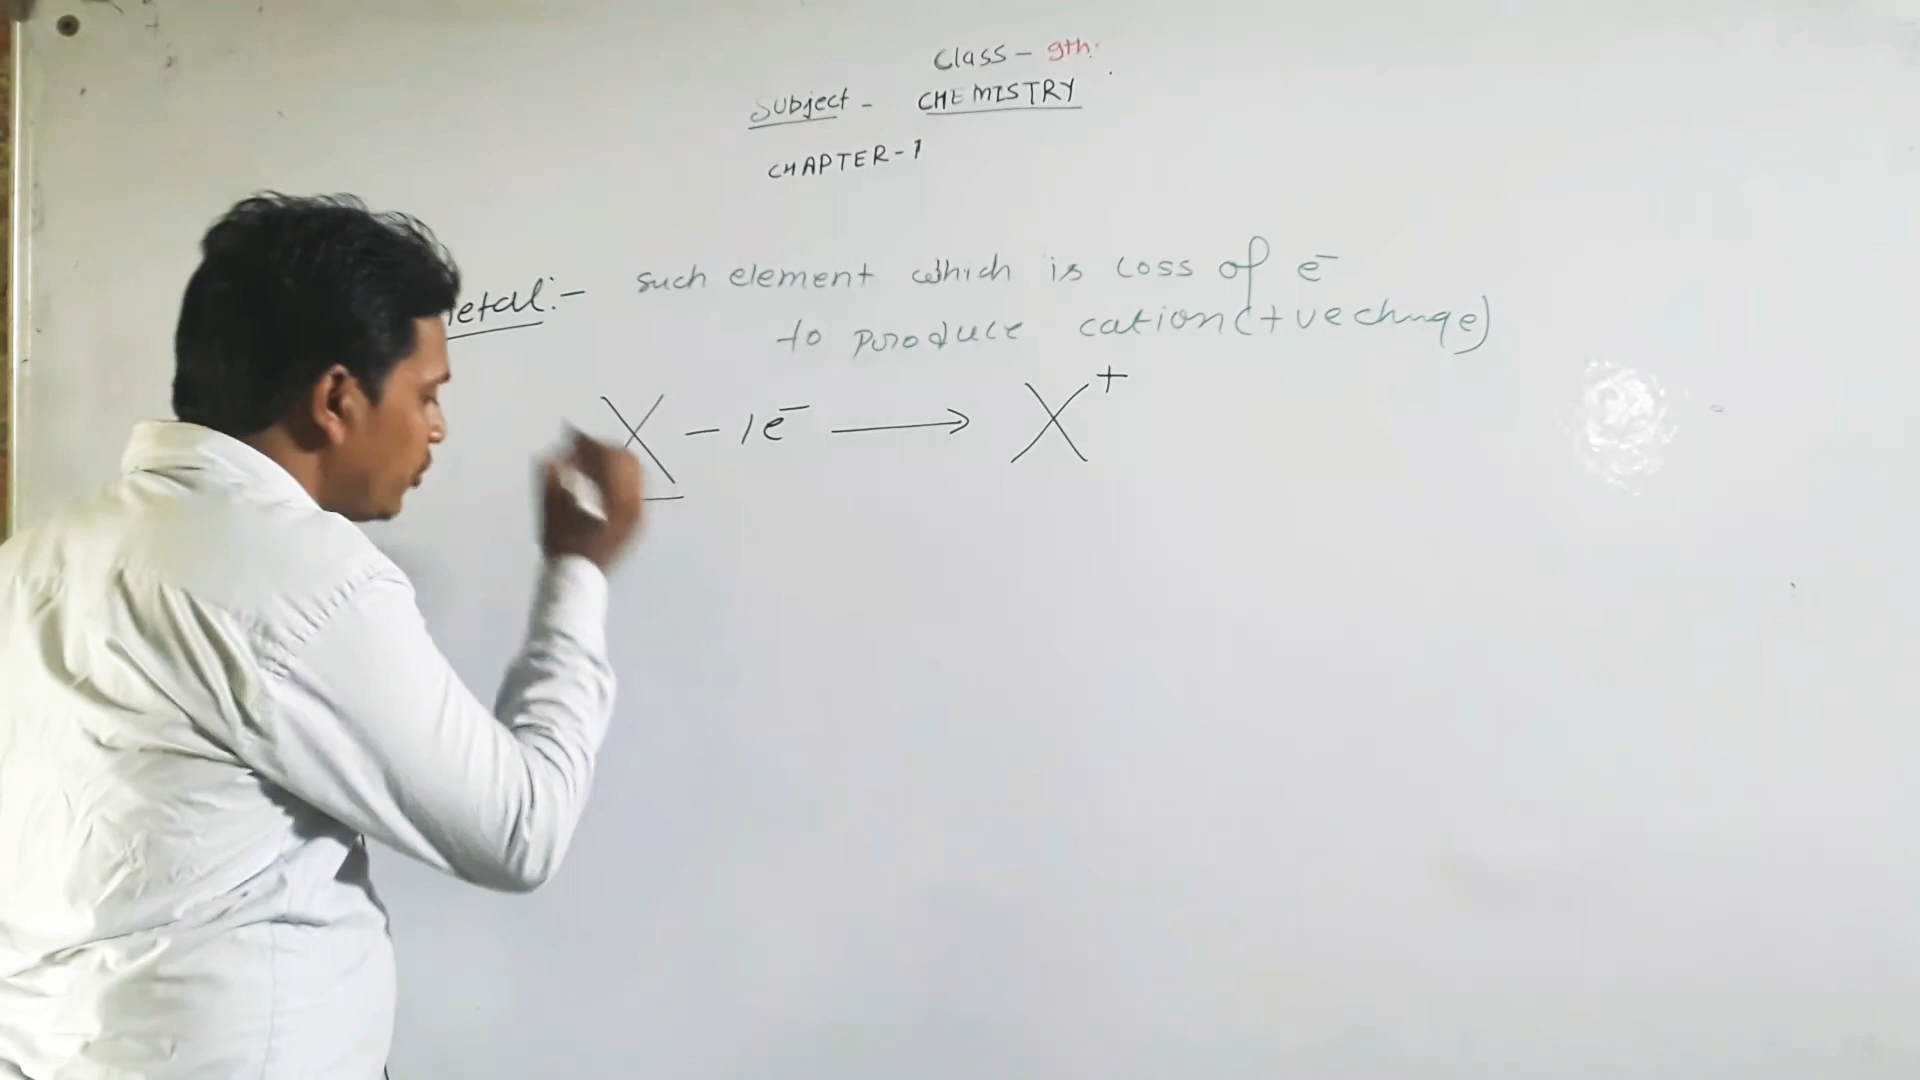 Class - 9th.
Subject - CHEMISTRY
CHAPTER-1
etal:- such element which is loss of e⁻
to produce cation (+ve charge)
X - 1e⁻ → X⁺